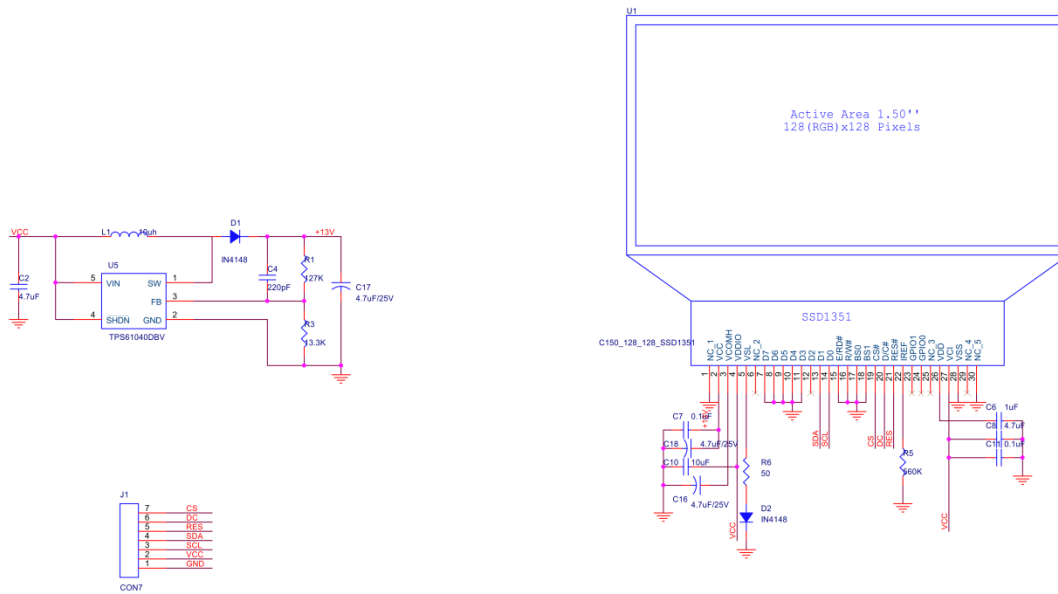 U1
Active Area 1.50''
128(RGB)x128 Pixels
SSD1351
C150_128_128_SSD1351
NC_1
VCC
VCOMH
VDDIO
VSL
NC_2
D7
D6
D5
D4
D3
D2
D1
D0
E/RD#
R/W#
BS0
BS1
CS#
D/C#
RES#
IREF
GPIO1
GPIO0
NC_3
VDD
VCI
VSS
NC_4
NC_5
1
2
3
4
5
6
7
8
9
10
11
12
13
14
15
16
17
18
19
20
21
22
23
24
25
26
27
28
29
30
VCC
L1
10uh
D1
IN4148
+13V
C2
4.7uF
U5
5 VIN SW 1
FB 3
4 SHDN GND 2
TPS61040DBV
C4
220pF
R1
127K
R3
13.3K
C17
4.7uF/25V
C7 0.1uF
+13V
C18 4.7uF/25V
C10 10uF
C16 4.7uF/25V
VCC
R6
50
D2
IN4148
SDA
SCL
CS
DC
RES
R5
560K
VCC
C6 1uF
C8 4.7uF
C11 0.1uF
J1
7 CS
6 DC
5 RES
4 SDA
3 SCL
2 VCC
1 GND
CON7